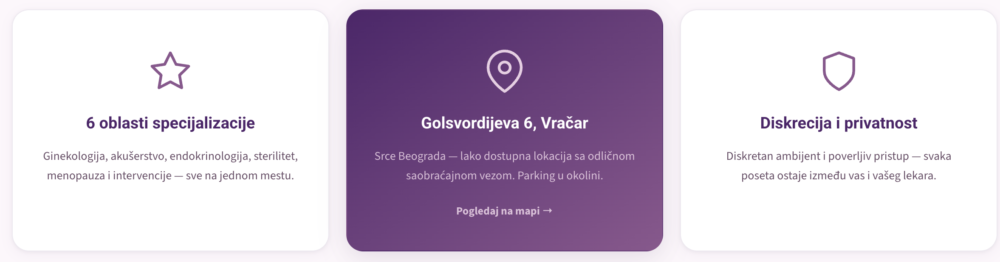 6 oblasti specijalizacije
Ginekologija, akušerstvo, endokrinologija, sterilitet,
menopauza i intervencije — sve na jednom mestu.
Golsvordijeva 6, Vračar
Srce Beograda — lako dostupna lokacija sa odličnom
saobraćajnom vezom. Parking u okolini.
Pogledaj na mapi →
Diskrecija i privatnost
Diskretan ambijent i poverljiv pristup — svaka
poseta ostaje između vas i vašeg lekara.